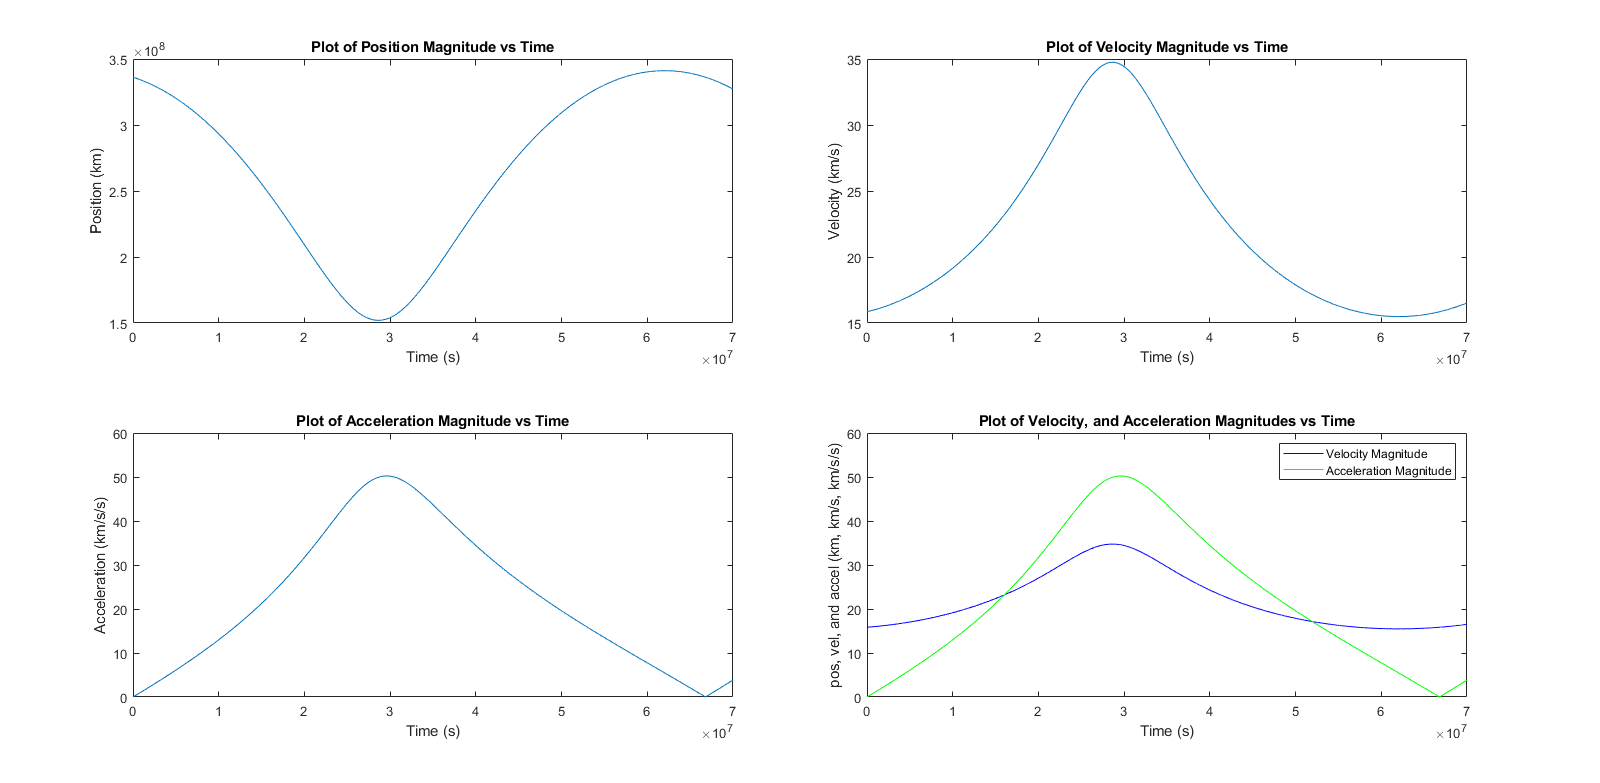 Plot of Position Magnitude vs Time
×10^8
3.5
3
2.5
2
1.5
Position (km)
0 1 2 3 4 5 6 7
Time (s)
×10^7
Plot of Velocity Magnitude vs Time
35
30
25
20
15
Velocity (km/s)
0 1 2 3 4 5 6 7
Time (s)
×10^7
Plot of Acceleration Magnitude vs Time
60
50
40
30
20
10
0
Acceleration (km/s/s)
0 1 2 3 4 5 6 7
Time (s)
×10^7
Plot of Velocity, and Acceleration Magnitudes vs Time
60
50
40
30
20
10
0
pos, vel, and accel (km, km/s, km/s/s)
Velocity Magnitude
Acceleration Magnitude
0 1 2 3 4 5 6 7
Time (s)
×10^7